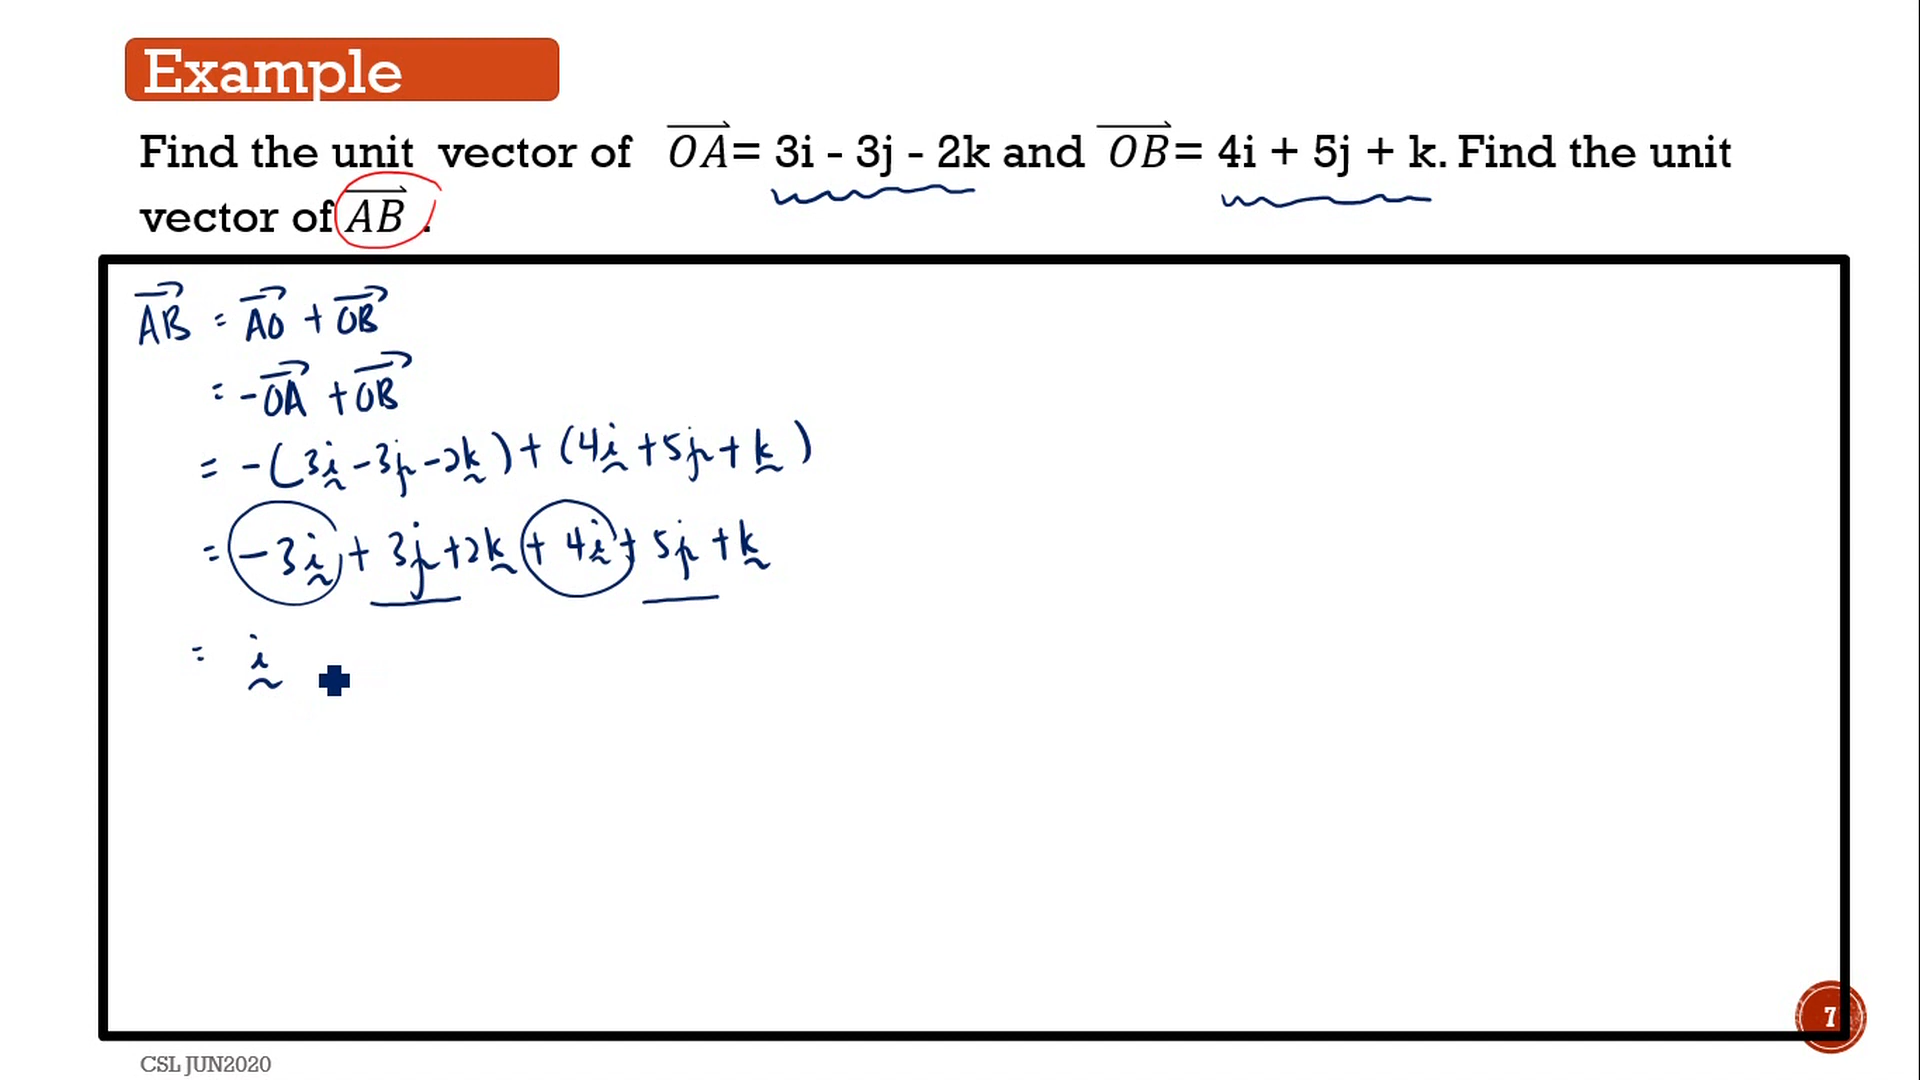 Example
Find the unit vector of OA= 3i - 3j - 2k and OB= 4i + 5j + k. Find the unit
vector of AB .
AB = AO + OB
= -OA + OB
= -(3i -3j -2k) + (4i +5j + k)
= -3i + 3j +2k + 4i + 5j + k
= i
7
CSL JUN2020